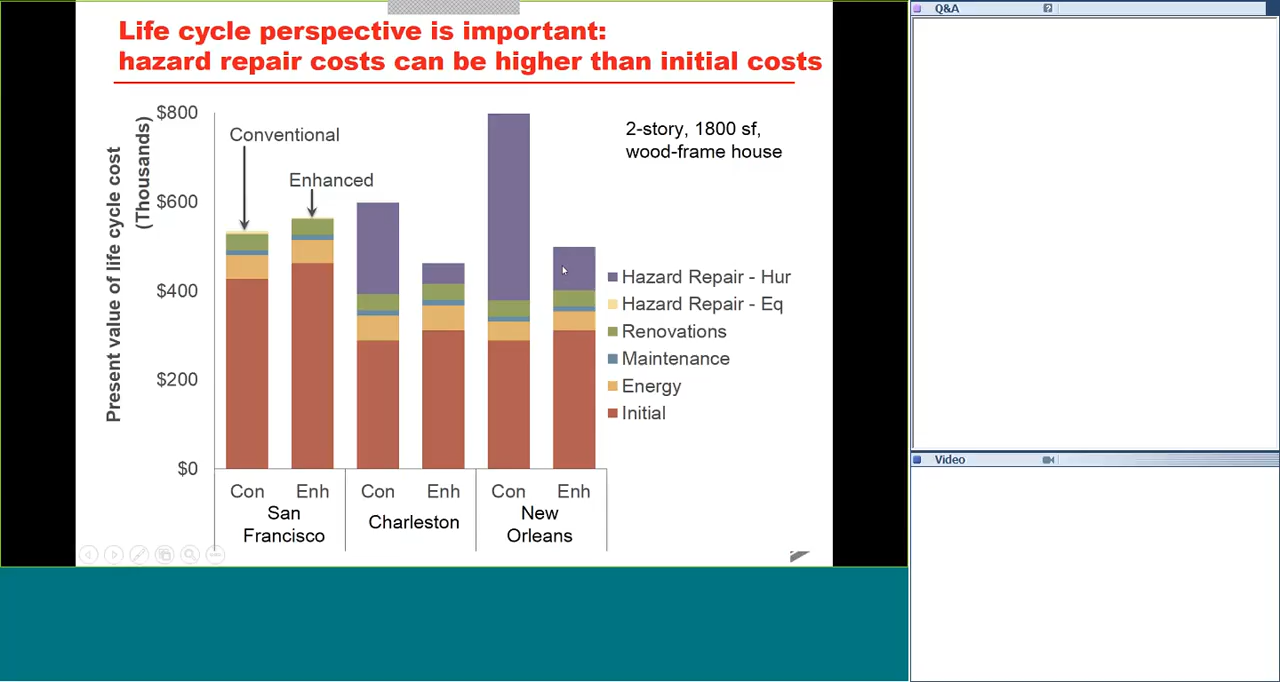 Life cycle perspective is important:
hazard repair costs can be higher than initial costs
Present value of life cycle cost
(Thousands)
$800
$600
$400
$200
$0
Conventional
Enhanced
2-story, 1800 sf,
wood-frame house
Hazard Repair - Hur
Hazard Repair - Eq
Renovations
Maintenance
Energy
Initial
Con Enh Con Enh Con Enh
San
Francisco
Charleston
New
Orleans
Q&A
?
Video